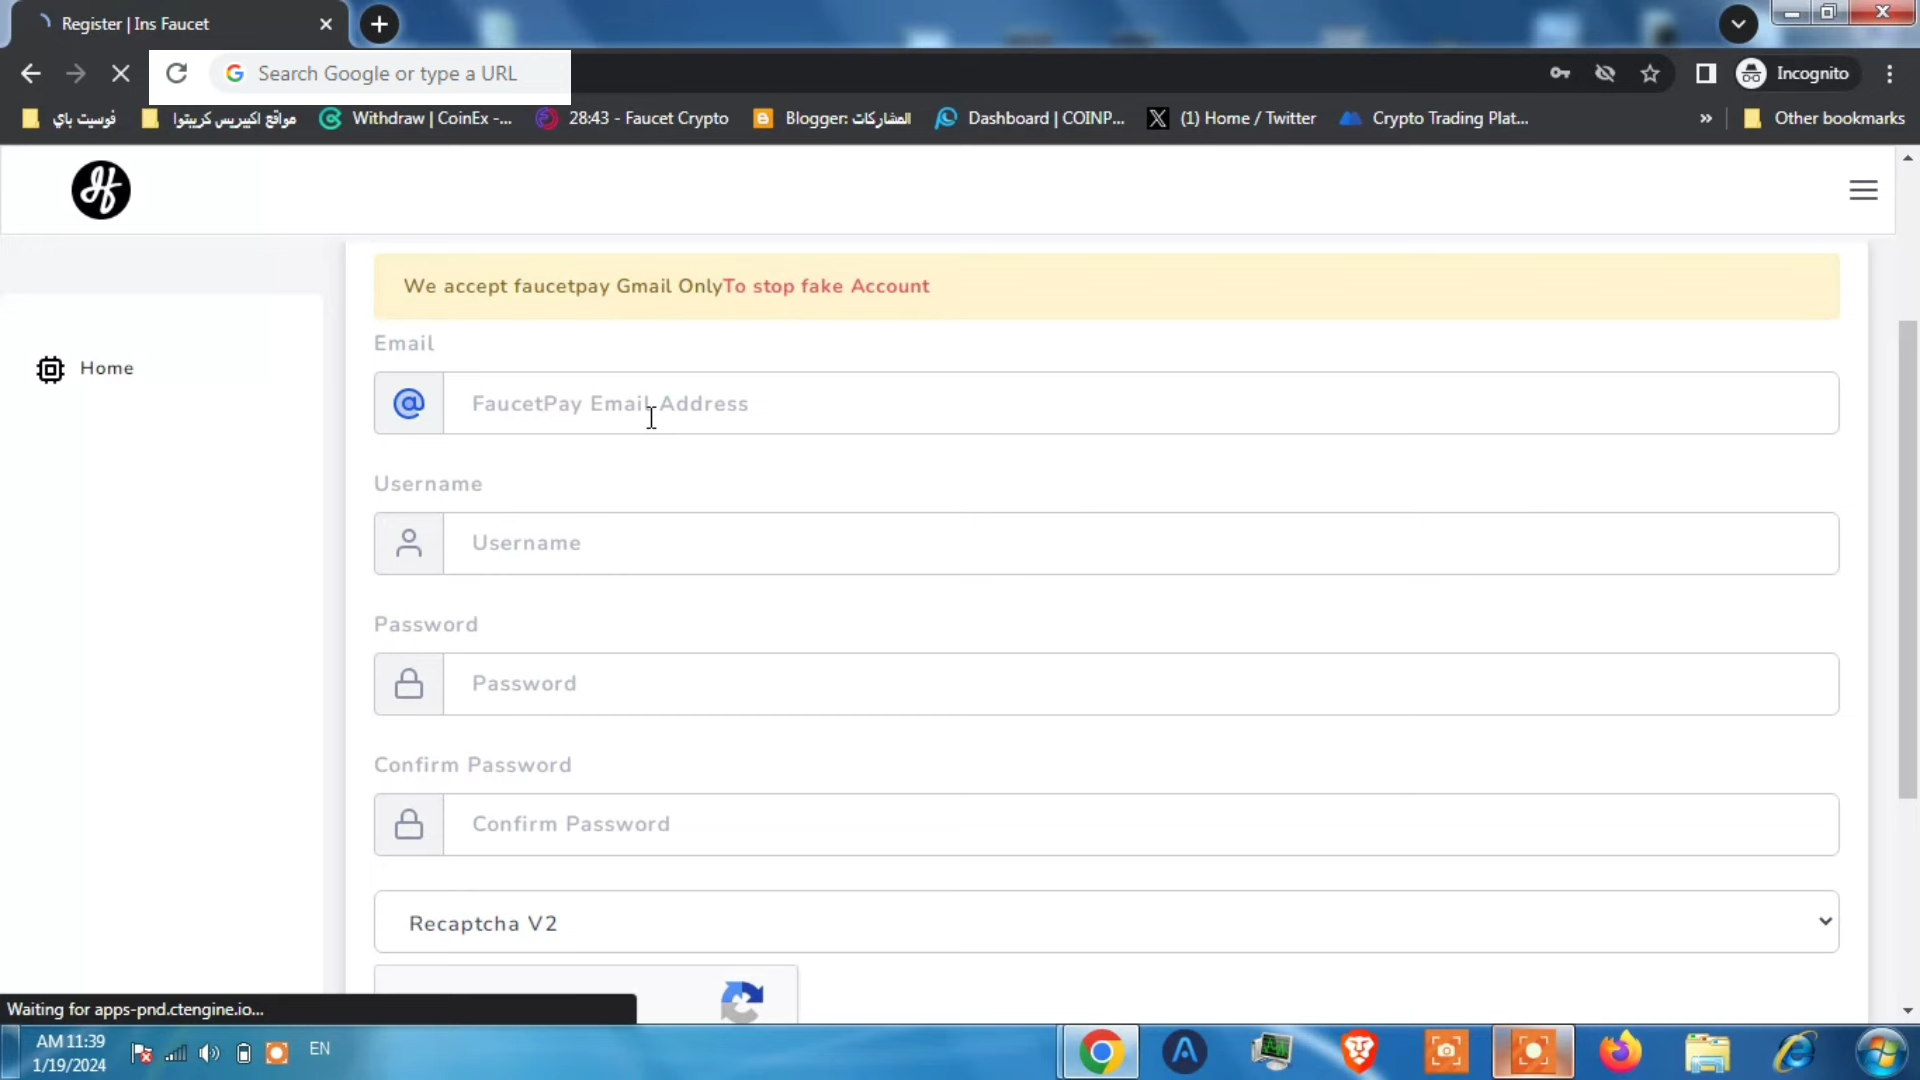 Register | Ins Faucet
Search Google or type a URL
Incognito
فوسيت باي
مواقع اكسبريس كريبتوا
Withdraw | CoinEx -...
28:43 - Faucet Crypto
Blogger: المشاركات
Dashboard | COINP...
(1) Home / Twitter
Crypto Trading Plat...
»
Other bookmarks
We accept faucetpay Gmail OnlyTo stop fake Account
Home
Email
FaucetPay Email Address
Username
Username
Password
Password
Confirm Password
Confirm Password
Recaptcha V2
Waiting for apps-pnd.ctengine.io...
AM 11:39
1/19/2024
EN